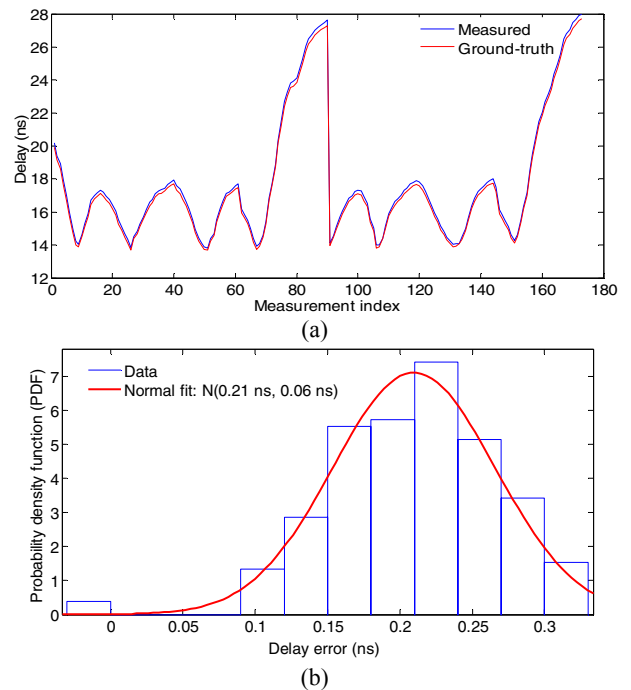 28
26
24
22
20
18
16
14
12
Delay (ns)
Measured
Ground-truth
0 20 40 60 80 100 120 140 160 180
Measurement index
(a)
7
6
5
4
3
2
1
0
Probability density function (PDF)
Data
Normal fit: N(0.21 ns, 0.06 ns)
0 0.05 0.1 0.15 0.2 0.25 0.3
Delay error (ns)
(b)